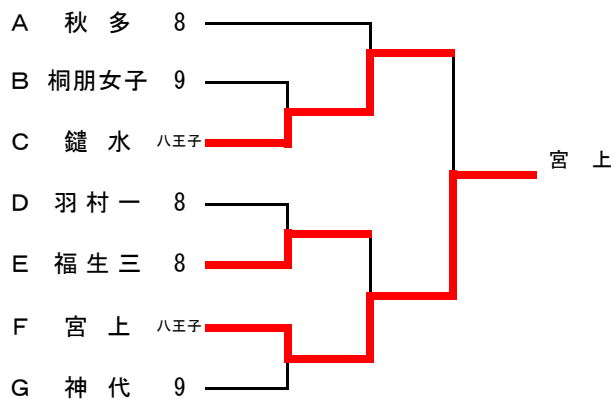 A 秋多 8
B 桐朋女子 9
C 鑓水 八王子
D 羽村一 8
E 福生三 8
F 宮上 八王子
G 神代 9
宮上